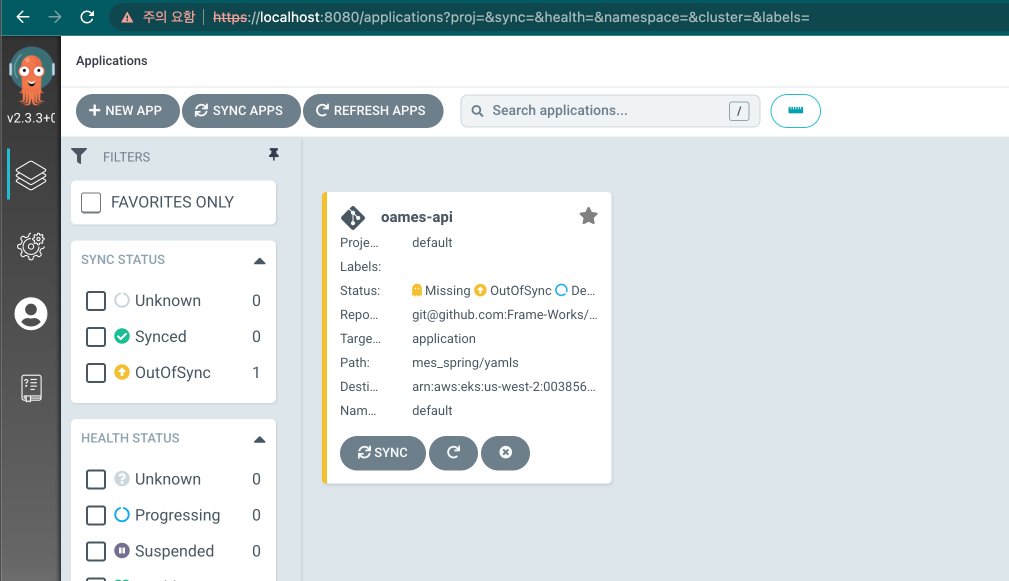 주의 요함 https://localhost:8080/applications?proj=&sync=&health=&namespace=&cluster=&labels=
Applications
v2.3.3+
NEW APP SYNC APPS REFRESH APPS Search applications... /
FILTERS
FAVORITES ONLY
SYNC STATUS
Unknown 0
Synced 0
OutOfSync 1
HEALTH STATUS
Unknown 0
Progressing 0
Suspended 0
oames-api
Proje... default
Labels:
Status: Missing OutOfSync De...
Repo... git@github.com:Frame-Works/...
Targe... application
Path: mes_spring/yamls
Desti... arn:aws:eks:us-west-2:003856...
Nam... default
SYNC